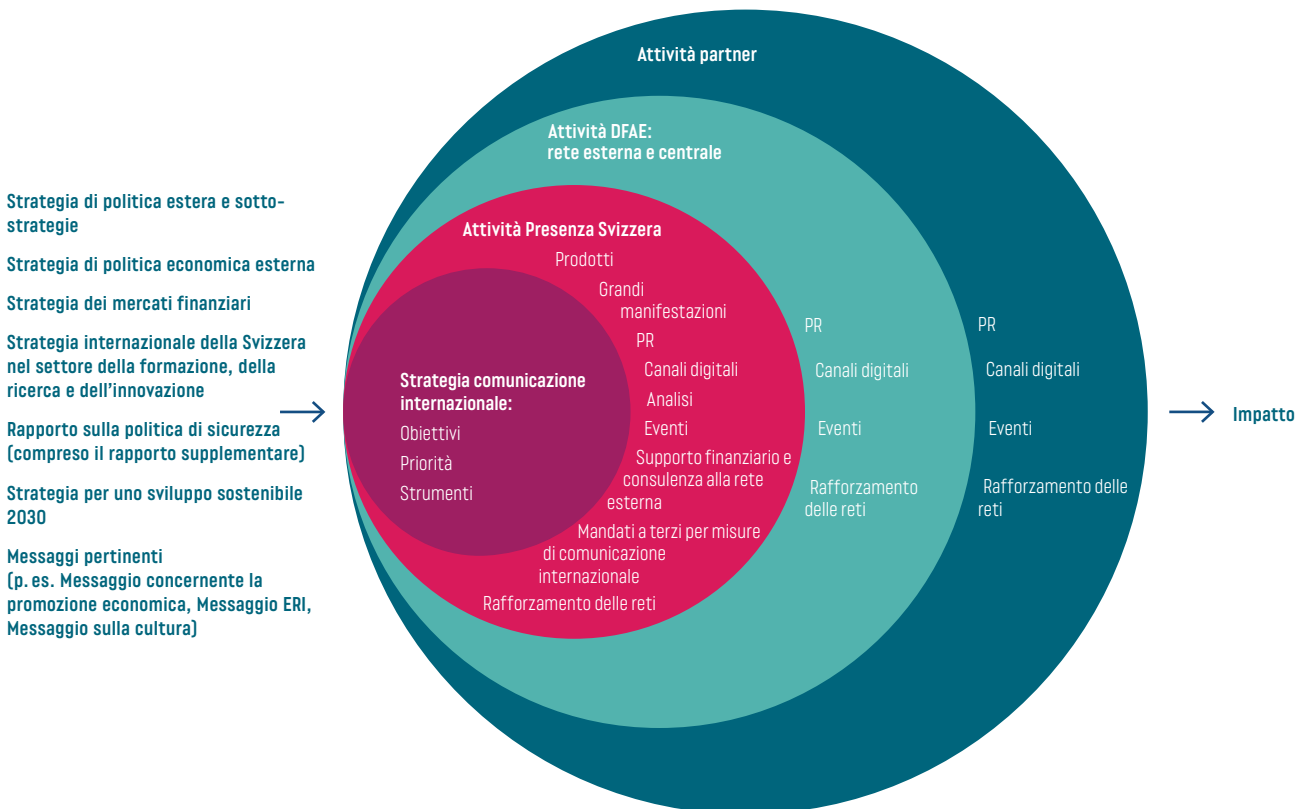 Strategia di politica estera e sotto-
strategie
Strategia di politica economica esterna
Strategia dei mercati finanziari
Strategia internazionale della Svizzera
nel settore della formazione, della
ricerca e dell'innovazione
Rapporto sulla politica di sicurezza
(compreso il rapporto supplementare)
Strategia per uno sviluppo sostenibile
2030
Messaggi pertinenti
(p. es. Messaggio concernente la
promozione economica, Messaggio ERI,
Messaggio sulla cultura)
Strategia comunicazione
internazionale:
Obiettivi
Priorità
Strumenti
Attività Presenza Svizzera
Prodotti
Grandi
manifestazioni
PR
Canali digitali
Analisi
Eventi
Supporto finanziario e
consulenza alla rete
esterna
Mandati a terzi per misure
di comunicazione
internazionale
Rafforzamento delle reti
Attività DFAE:
rete esterna e centrale
PR
Canali digitali
Eventi
Rafforzamento
delle reti
Attività partner
PR
Canali digitali
Eventi
Rafforzamento delle
reti
Impatto